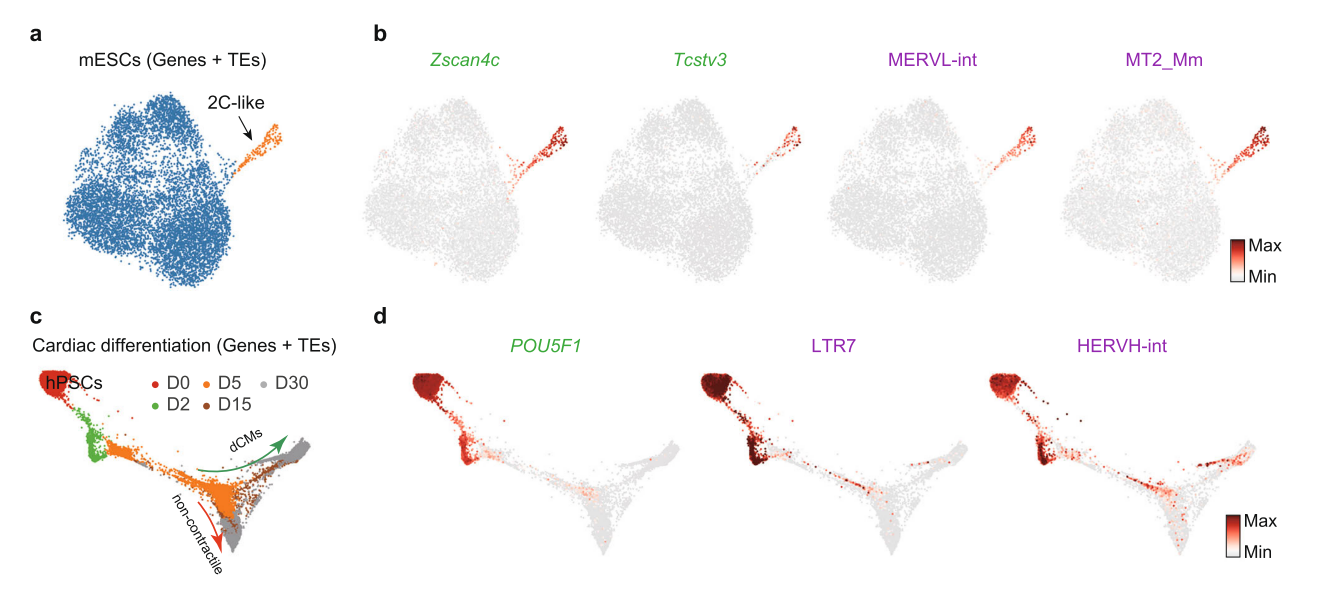 a
mESCs (Genes + TEs)
2C-like
b
Zscan4c
Tcstv3
MERVL-int
MT2_Mm
Max
Min
c
Cardiac differentiation (Genes + TEs)
hPSCs
D0
D5
D30
D2
D15
dCMs
non-contractile
d
POU5F1
LTR7
HERVH-int
Max
Min